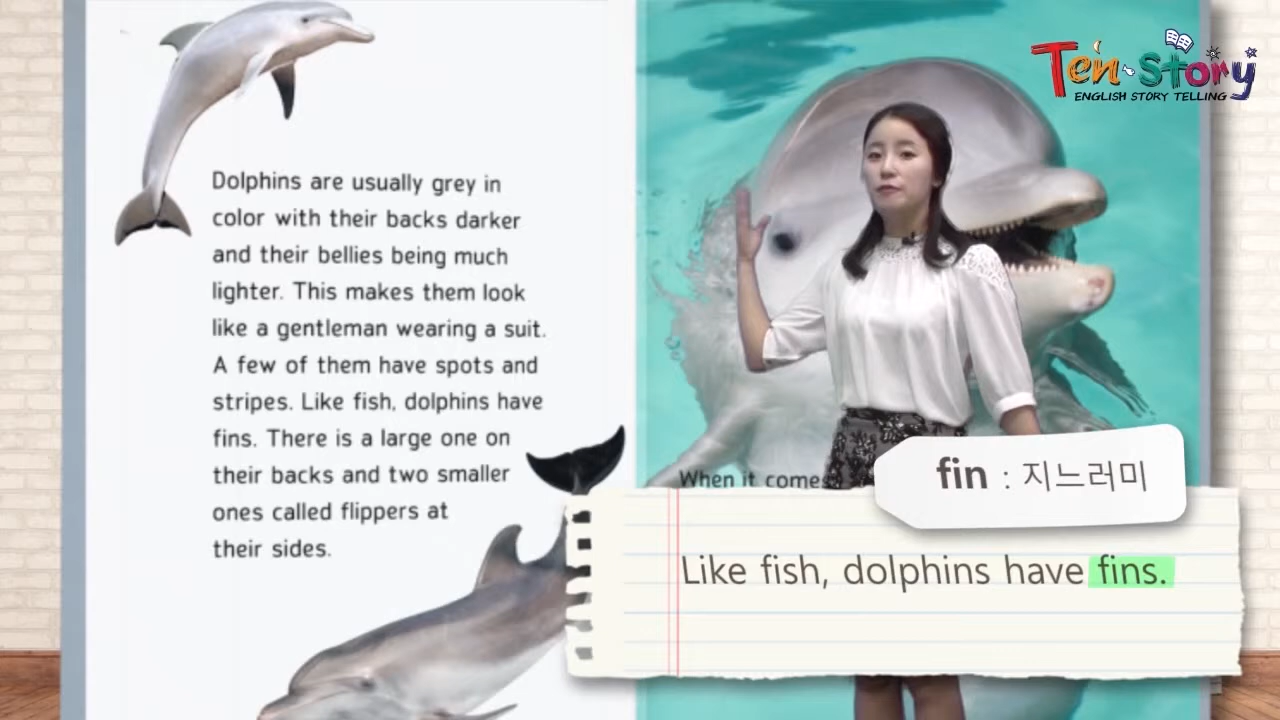 Ten Story
ENGLISH STORY TELLING
Dolphins are usually grey in
color with their backs darker
and their bellies being much
lighter. This makes them look
like a gentleman wearing a suit.
A few of them have spots and
stripes. Like fish, dolphins have
fins. There is a large one on
their backs and two smaller
ones called flippers at
their sides.
When it comes
fin : 지느러미
Like fish, dolphins have fins.